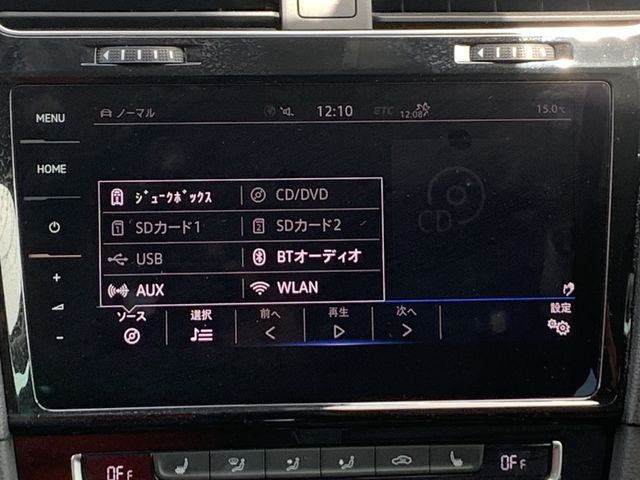 MENU
HOME
ノーマル
12:10
ETC
12:08
15.0℃
ｼﾞｭｰｸﾎﾞｯｸｽ
CD/DVD
1 SDカード1
2 SDカード2
USB
BTオーディオ
AUX
WLAN
CD
ソース
選択
前へ
再生
次へ
設定
+
-
OFF
OFF